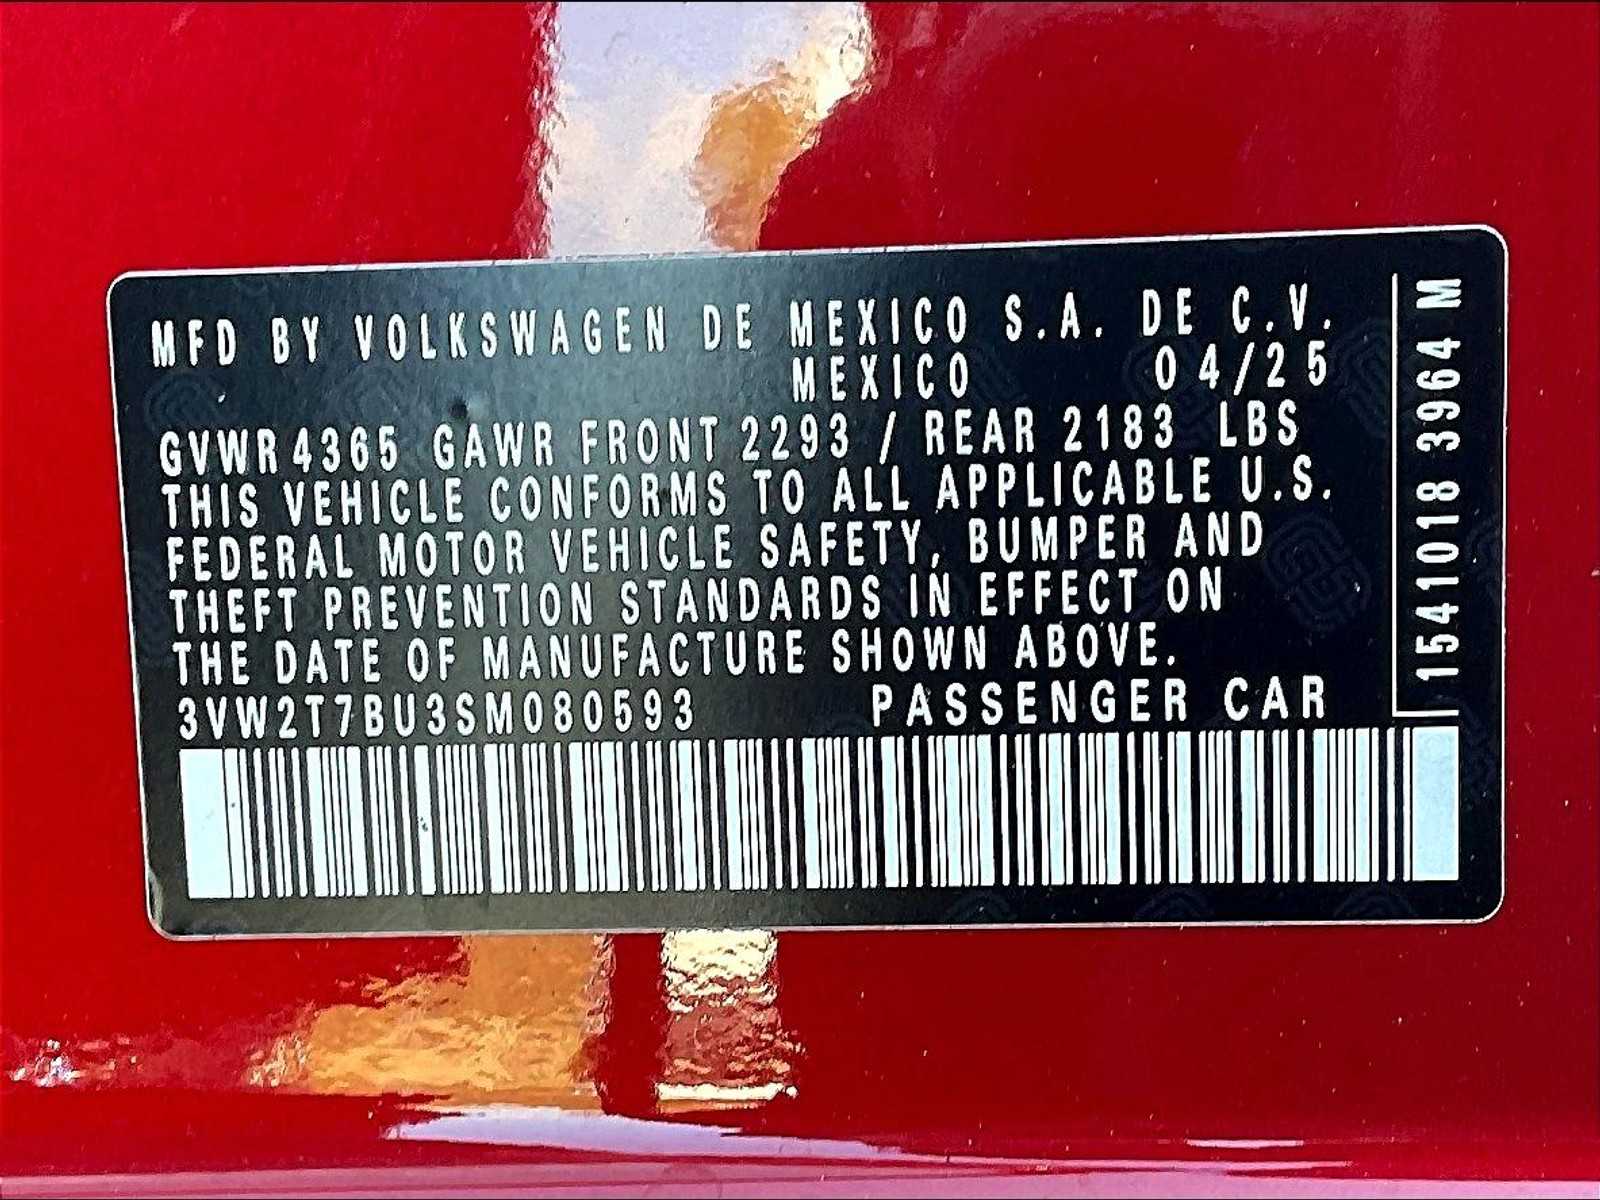 MFD BY VOLKSWAGEN DE MEXICO S.A. DE C.V.
MEXICO 04/25
GVWR 4365 GAWR FRONT 2293 / REAR 2183 LBS
THIS VEHICLE CONFORMS TO ALL APPLICABLE U.S.
FEDERAL MOTOR VEHICLE SAFETY, BUMPER AND
THEFT PREVENTION STANDARDS IN EFFECT ON
THE DATE OF MANUFACTURE SHOWN ABOVE.
3VW2T7BU3SM080593 PASSENGER CAR
1541018 3964 M